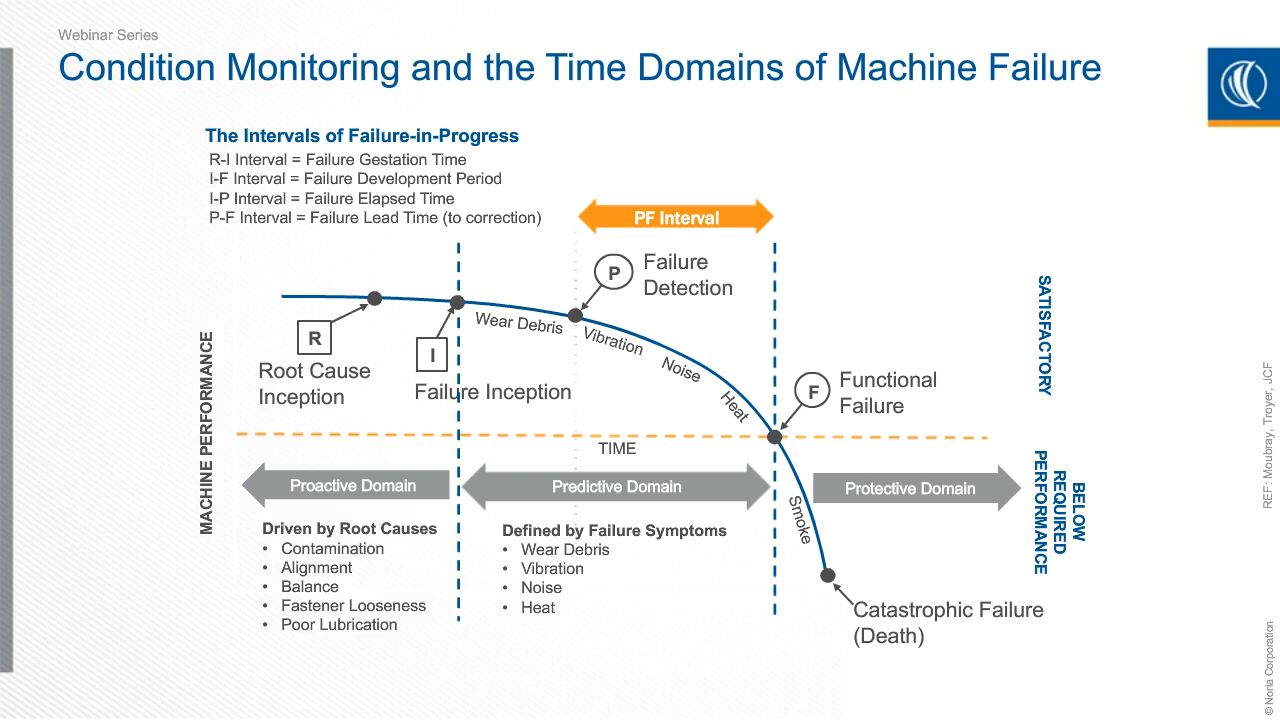 Webinar Series
Condition Monitoring and the Time Domains of Machine Failure
The Intervals of Failure-in-Progress
R-I Interval = Failure Gestation Time
I-F Interval = Failure Development Period
I-P Interval = Failure Elapsed Time
P-F Interval = Failure Lead Time (to correction)
PF Interval
P
Failure
Detection
R
Root Cause
Inception
I
Failure Inception
Wear Debris
Vibration
Noise
Heat
F
Functional
Failure
SATISFACTORY
MACHINE PERFORMANCE
TIME
BELOW
REQUIRED
PERFORMANCE
Proactive Domain
Predictive Domain
Protective Domain
Smoke
Driven by Root Causes
• Contamination
• Alignment
• Balance
• Fastener Looseness
• Poor Lubrication
Defined by Failure Symptoms
• Wear Debris
• Vibration
• Noise
• Heat
Catastrophic Failure
(Death)
REF: Moubray, Troyer, JCF
© Noria Corporation